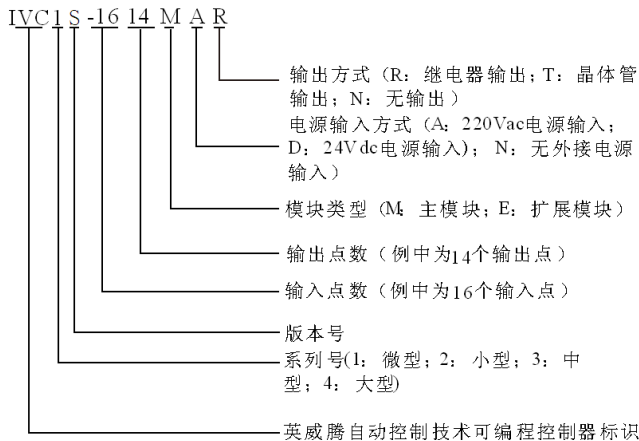 IVC1S-1614MAR
输出方式（R：继电器输出；T：晶体管
输出；N：无输出）
电源输入方式（A：220Vac电源输入；
D：24Vdc电源输入）；N：无外接电源
输入）
模块类型（M：主模块；E：扩展模块）
输出点数（例中为14个输出点）
输入点数（例中为16个输入点）
版本号
系列号(1：微型；2：小型；3：中
型；4：大型)
英威腾自动控制技术可编程控制器标识